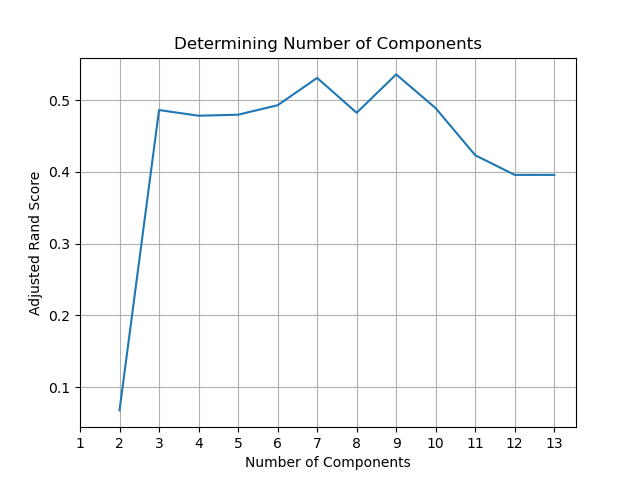 Determining Number of Components
Adjusted Rand Score
0.5
0.4
0.3
0.2
0.1
1 2 3 4 5 6 7 8 9 10 11 12 13
Number of Components